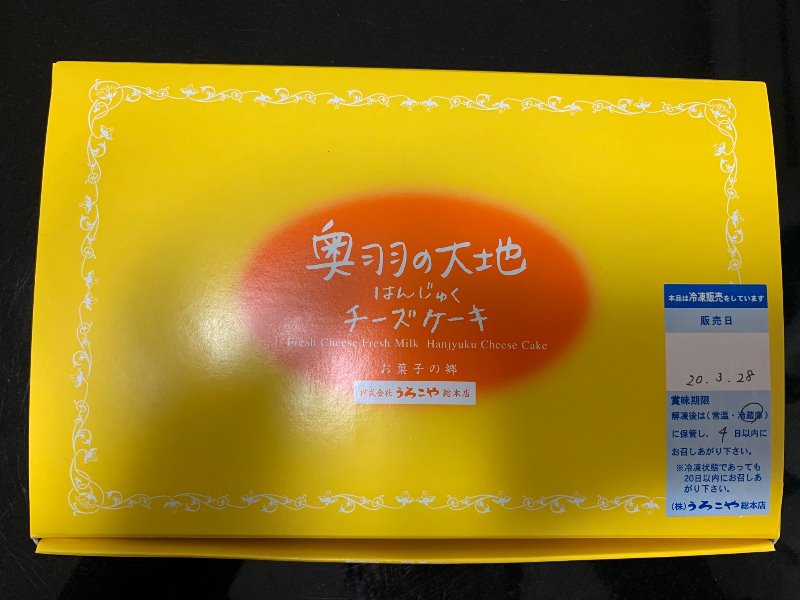 奥羽の大地
はんじゅく
チーズケーキ
Fresh Cheese Fresh Milk Hanjyuku Cheese Cake
お菓子の郷
株式会社 うろこや 総本店
本品は冷凍販売をしています
販売日
20.3.28
賞味期限
解凍後は(常温・冷蔵庫)
に保管し、4日以内に
お召しあがり下さい。
※冷凍状態であっても
20日以内にお召しあ
がり下さい。
(株)うろこや総本店